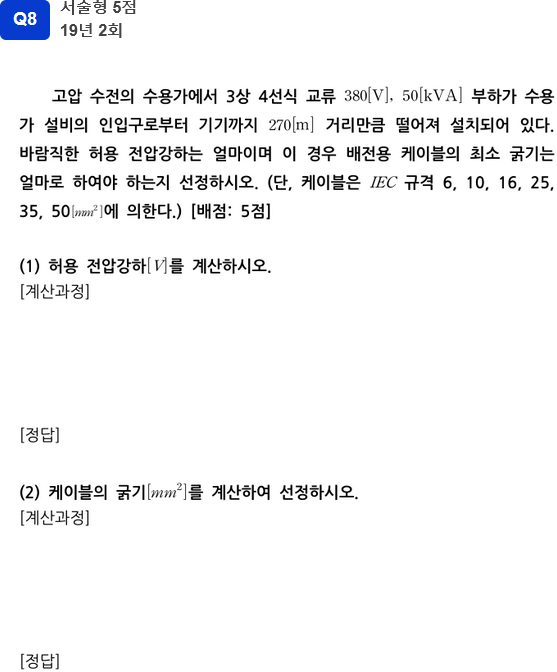 Q8
서술형 5점
19년 2회
고압 수전의 수용가에서 3상 4선식 교류 380[V], 50[kVA] 부하가 수용
가 설비의 인입구로부터 기기까지 270[m] 거리만큼 떨어져 설치되어 있다.
바람직한 허용 전압강하는 얼마이며 이 경우 배전용 케이블의 최소 굵기는
얼마로 하여야 하는지 선정하시오. (단, 케이블은 IEC 규격 6, 10, 16, 25,
35, 50[mm²]에 의한다.) [배점: 5점]
(1) 허용 전압강하[V]를 계산하시오.
[계산과정]
[정답]
(2) 케이블의 굵기[mm²]를 계산하여 선정하시오.
[계산과정]
[정답]